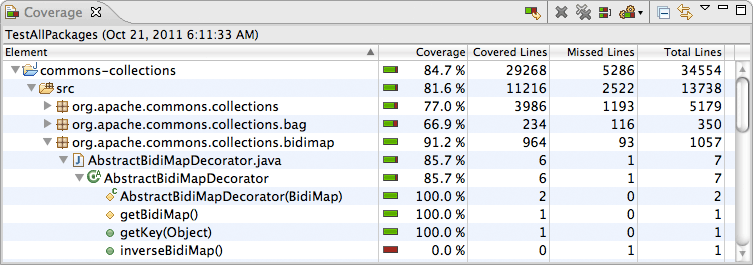 Coverage
TestAllPackages (Oct 21, 2011 6:11:33 AM)
Element Coverage Covered Lines Missed Lines Total Lines
commons-collections 84.7 % 29268 5286 34554
src 81.6 % 11216 2522 13738
org.apache.commons.collections 77.0 % 3986 1193 5179
org.apache.commons.collections.bag 66.9 % 234 116 350
org.apache.commons.collections.bidimap 91.2 % 964 93 1057
AbstractBidiMapDecorator.java 85.7 % 6 1 7
AbstractBidiMapDecorator 85.7 % 6 1 7
AbstractBidiMapDecorator(BidiMap) 100.0 % 2 0 2
getBidiMap() 100.0 % 1 0 1
getKey(Object) 100.0 % 1 0 1
inverseBidiMap() 0.0 % 0 1 1